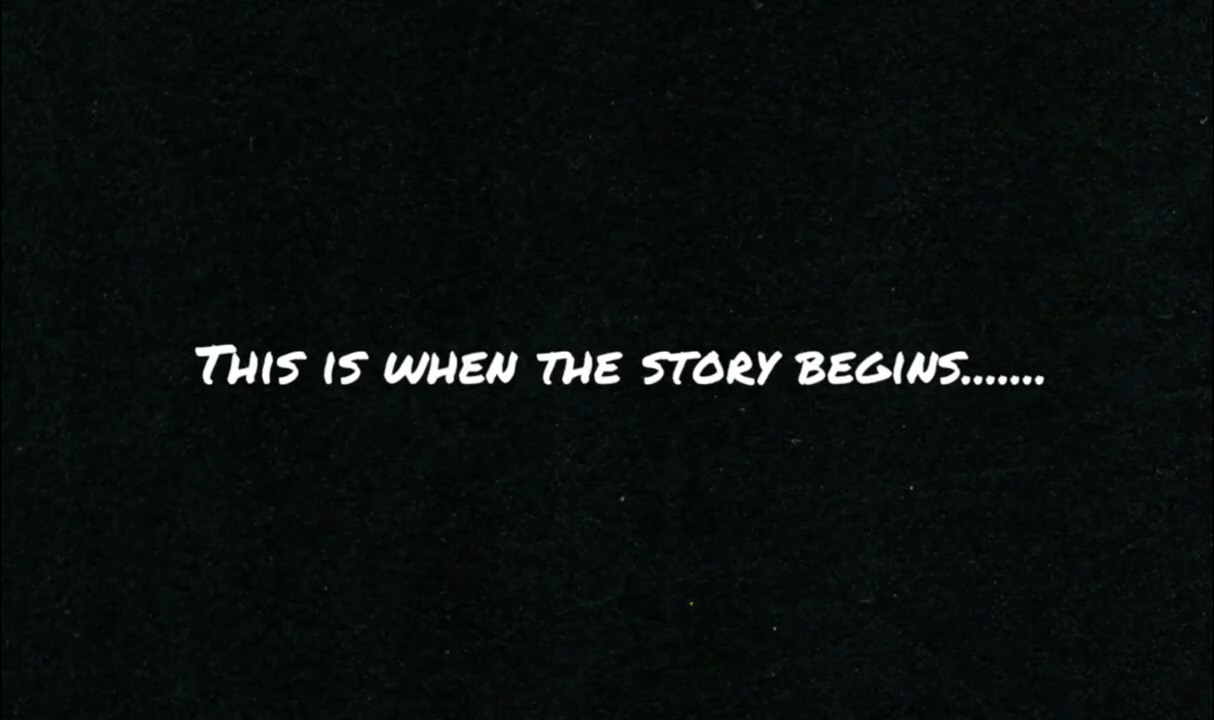 This is when the story begins.......